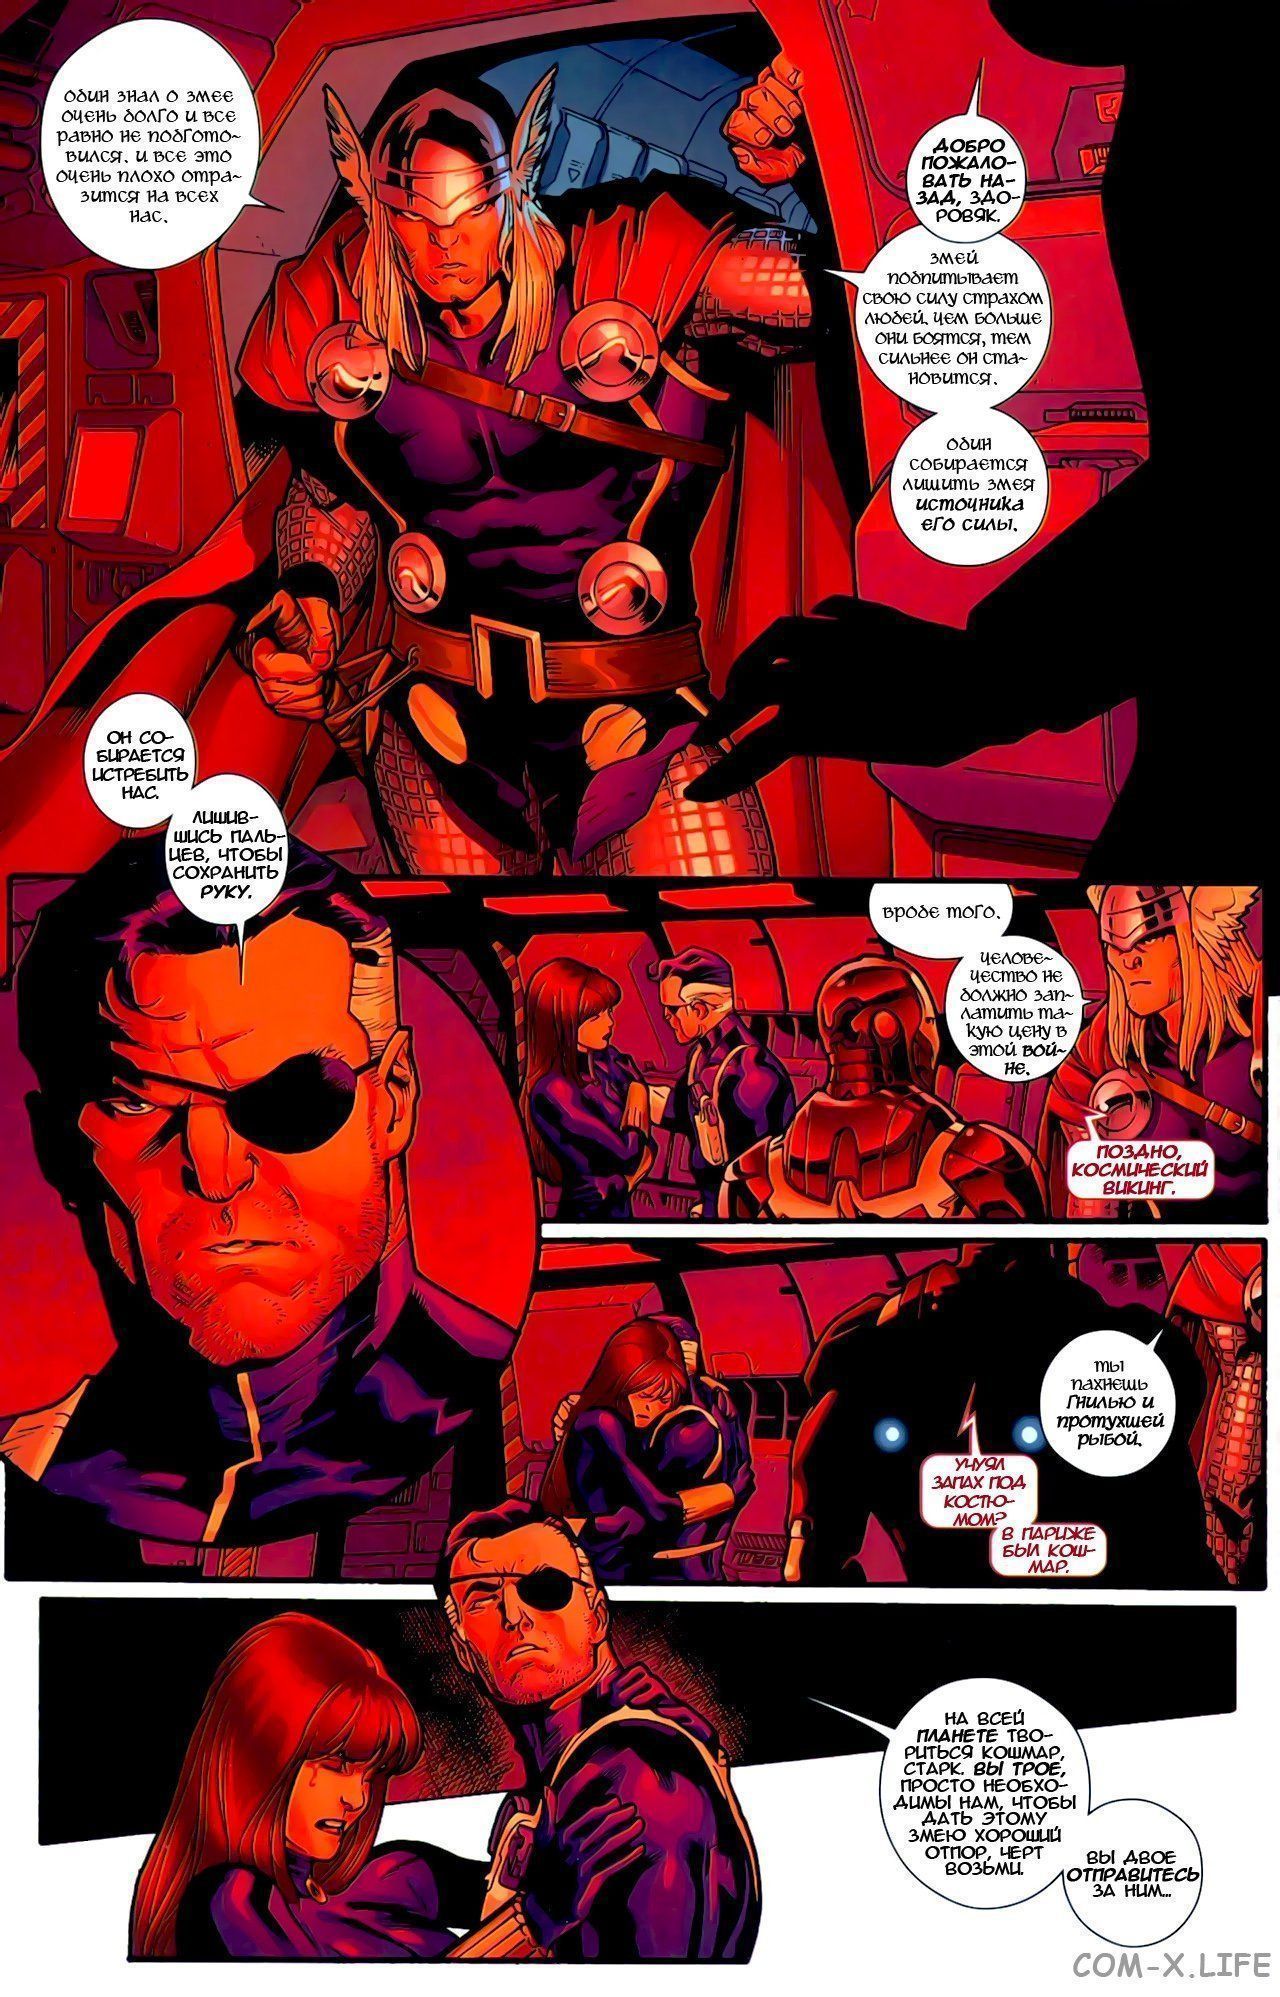 ОДИН ЗНАЛ О ЗМЕЕ
ОЧЕНЬ ДОЛГО И ВСЕ
РАВНО НЕ ПОДГОТО-
ВИЛСЯ. И ВСЕ ЭТО
ОЧЕНЬ ПЛОХО ОТРА-
ЗИТСЯ НА ВСЕХ
НАС.
ДОБРО
ПОЖАЛО-
ВАТЬ НА-
ЗАД, ЗДО-
РОВЯК.
ЗМЕЙ
ПОДПИТЫВАЕТ
СВОЮ СИЛУ СТРАХОМ
ЛЮДЕЙ. ЧЕМ БОЛЬШЕ
ОНИ БОЯТСЯ, ТЕМ
СИЛЬНЕЕ ОН СТА-
НОВИТСЯ.
ОДИН
СОБИРАЕТСЯ
ЛИШИТЬ ЗМЕЯ
ИСТОЧНИКА
ЕГО СИЛЫ.
ОН СО-
БИРАЕТСЯ
ИСТРЕБИТЬ
НАС.
ЛИШИВ-
ШИСЬ ПАЛЬ-
ЦЕВ, ЧТОБЫ
СОХРАНИТЬ
РУКУ.
ВРОДЕ ТОГО.
ЧЕЛОВЕ-
ЧЕСТВО НЕ
ДОЛЖНО ЗАП-
ЛАТИТЬ ТА-
КУЮ ЦЕНУ В
ЭТОЙ ВОЙ-
НЕ.
ПОЗДНО,
КОСМИЧЕСКИЙ
ВИКИНГ.
ТЫ
ПАХНЕШЬ
ГНИЛЬЮ И
ПРОТУХШЕЙ
РЫБОЙ.
УЧУЯЛ
ЗАПАХ ПОД
КОСТЮ-
МОМ?
В ПАРИЖЕ
БЫЛ КОШ-
МАР.
НА ВСЕЙ
ПЛАНЕТЕ ТВО-
РИТЬСЯ КОШМАР,
СТАРК. ВЫ ТРОЕ,
ПРОСТО НЕОБХО-
ДИМЫ НАМ, ЧТОБЫ
ДАТЬ ЭТОМУ
ЗМЕЮ ХОРОШИЙ
ОТПОР, ЧЕРТ
ВОЗЬМИ.
ВЫ ДВОЕ
ОТПРАВИТЕСЬ
ЗА НИМ...
COM-X.LIFE